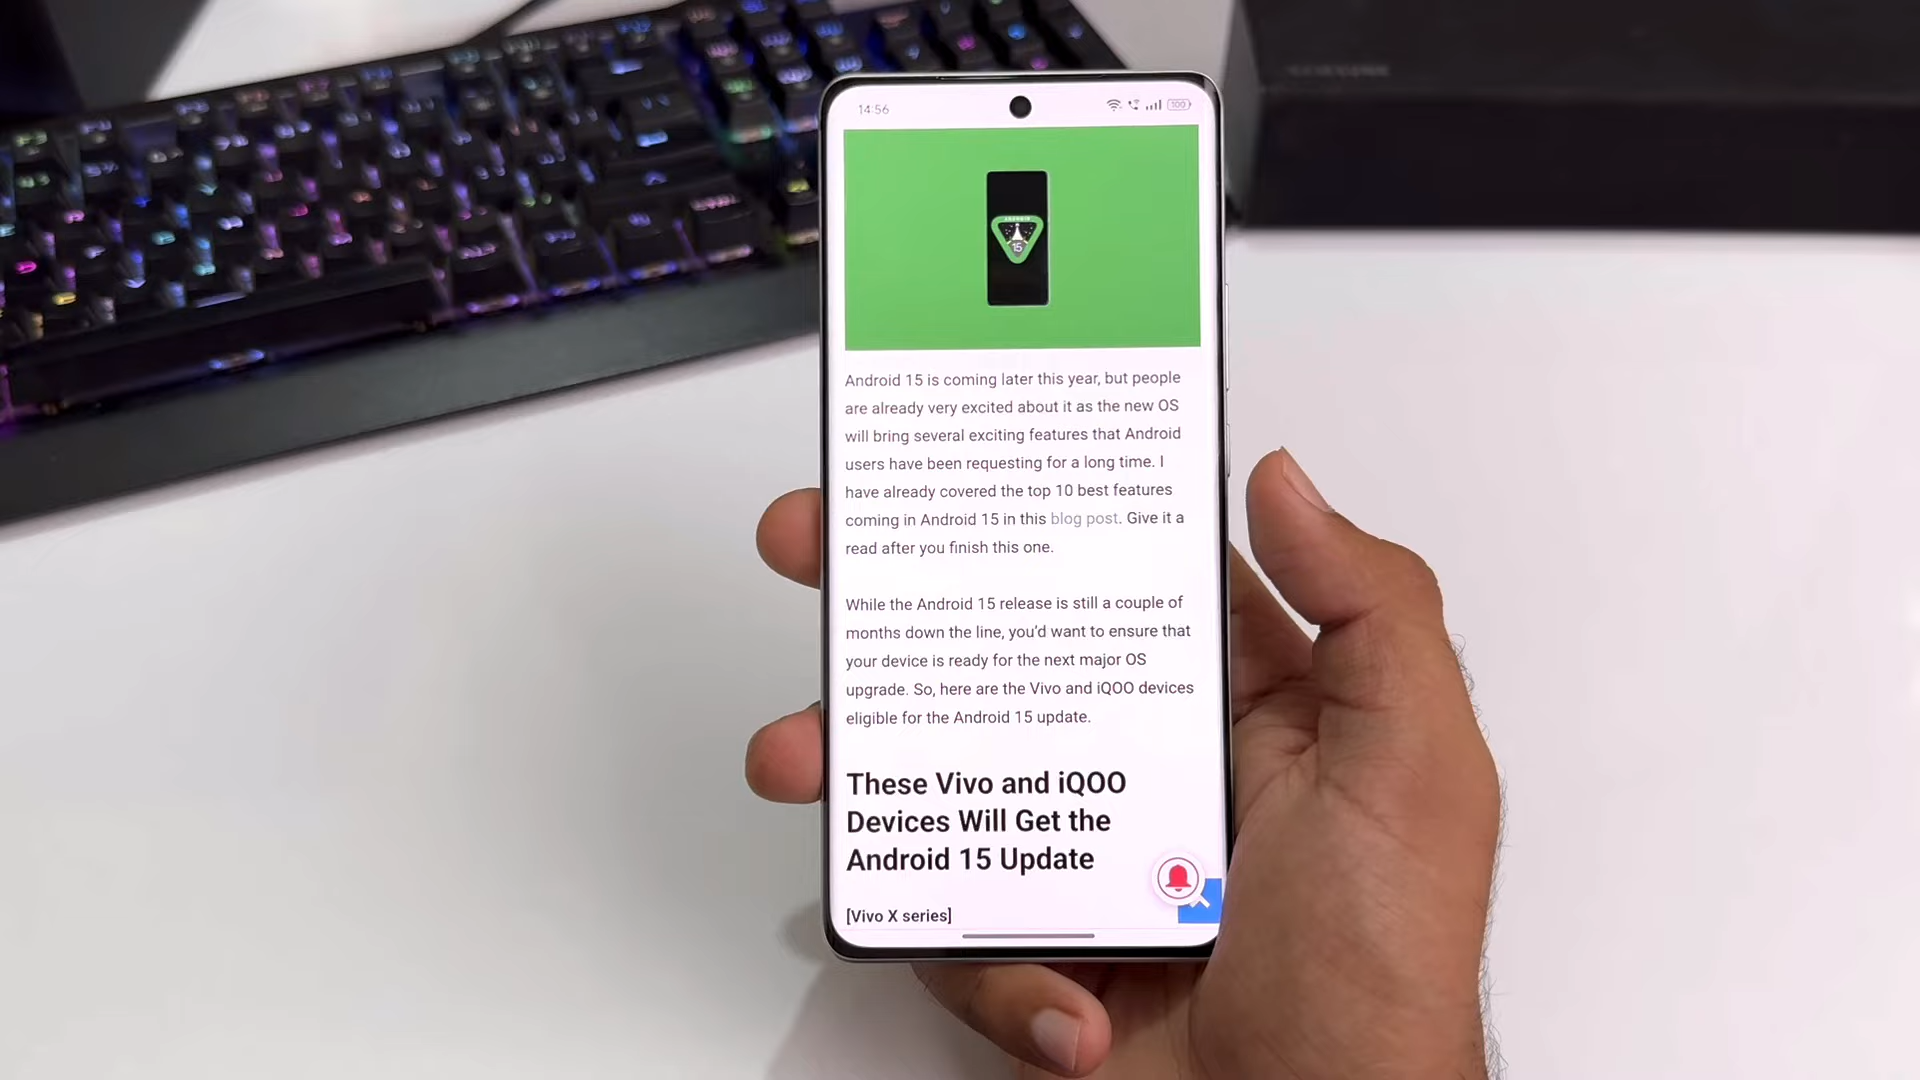 14:56
100
ANDROID
15
Android 15 is coming later this year, but people
are already very excited about it as the new OS
will bring several exciting features that Android
users have been requesting for a long time. I
have already covered the top 10 best features
coming in Android 15 in this blog post. Give it a
read after you finish this one.
While the Android 15 release is still a couple of
months down the line, you'd want to ensure that
your device is ready for the next major OS
upgrade. So, here are the Vivo and iQOO devices
eligible for the Android 15 update.
These Vivo and iQOO
Devices Will Get the
Android 15 Update
[Vivo X series]